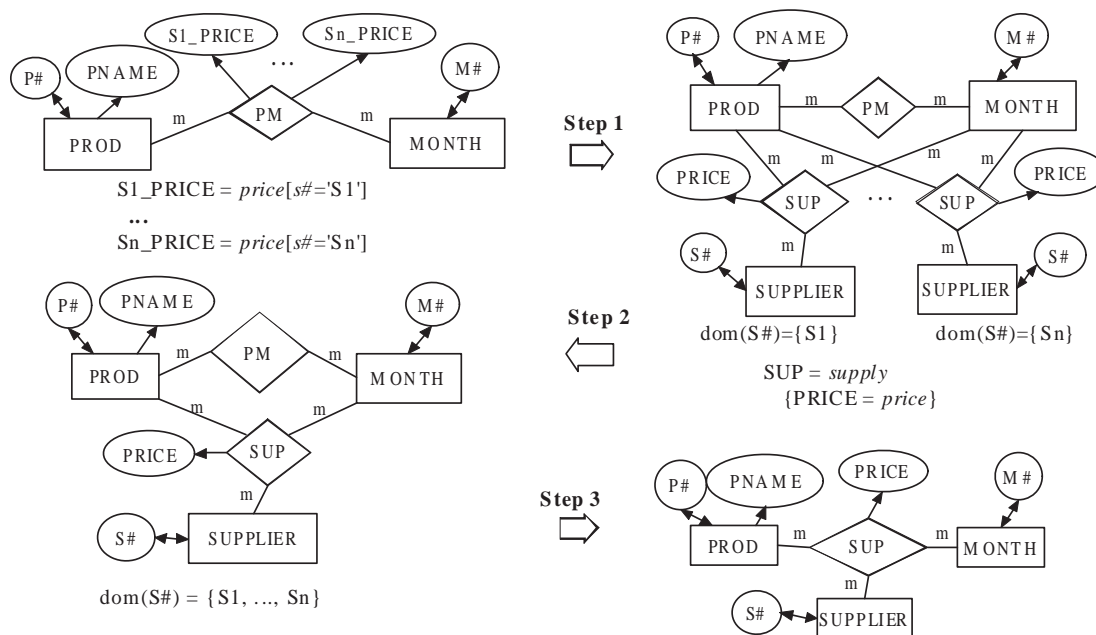 S1_PRICE
...
Sn_PRICE
P#
PNAME
M#
PM
PROD
m
m
MONTH
S1_PRICE = price[s#='S1']
...
Sn_PRICE = price[s#='Sn']
Step 1
P#
PNAME
M#
PROD
m
PM
m
MONTH
m
m
m
m
PRICE
SUP
...
SUP
PRICE
m
m
S#
SUPPLIER
SUPPLIER
S#
dom(S#)={S1}
dom(S#)={Sn}
SUP = supply
{PRICE = price}
Step 2
P#
PNAME
M#
m
PM
m
PROD
MONTH
m
m
PRICE
SUP
m
S#
SUPPLIER
dom(S#) = {S1, ..., Sn}
Step 3
P#
PNAME
PRICE
M#
PROD
m
SUP
m
MONTH
m
S#
SUPPLIER